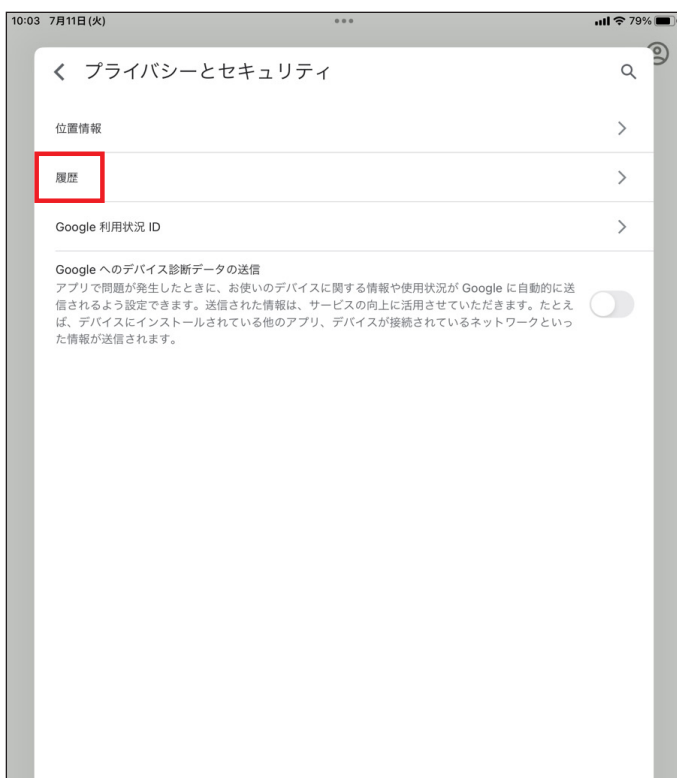 10:03 7月11日(火) 79%
プライバシーとセキュリティ
位置情報
履歴
Google 利用状況 ID
Google へのデバイス診断データの送信
アプリで問題が発生したときに、お使いのデバイスに関する情報や使用状況が Google に自動的に送
信されるよう設定できます。送信された情報は、サービスの向上に活用させていただきます。たとえ
ば、デバイスにインストールされている他のアプリ、デバイスが接続されているネットワークといっ
た情報が送信されます。